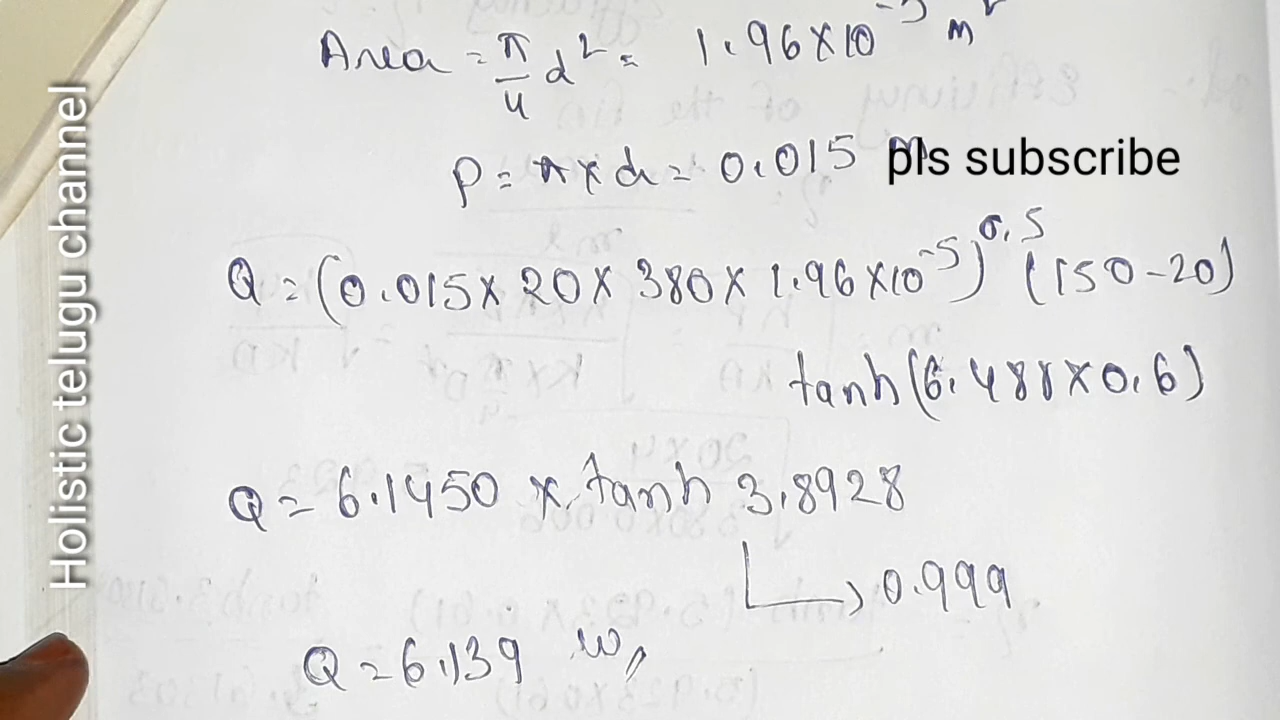 Area = π/4 d² = 1.96×10⁻⁵ m²
P = π×d = 0.015 m
pls subscribe
Q = (0.015×20×380×1.96×10⁻⁵)^0.5 (150-20)
tanh(6.488×0.6)
Q = 6.1450 × tanh 3.8928
↳ 0.999
Q = 6.139 W
Holistic telugu channel